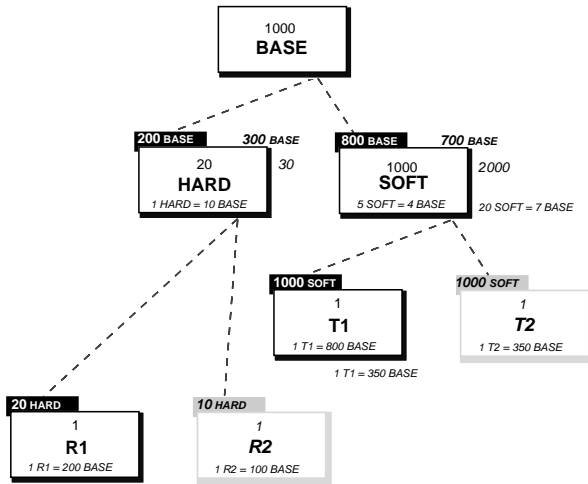 1000
BASE
200 BASE
300 BASE
800 BASE
700 BASE
20
30
HARD
1 HARD = 10 BASE
1000
2000
SOFT
5 SOFT = 4 BASE
20 SOFT = 7 BASE
1000 SOFT
1
T1
1 T1 = 800 BASE
1 T1 = 350 BASE
1000 SOFT
1
T2
1 T2 = 350 BASE
20 HARD
1
R1
1 R1 = 200 BASE
10 HARD
1
R2
1 R2 = 100 BASE